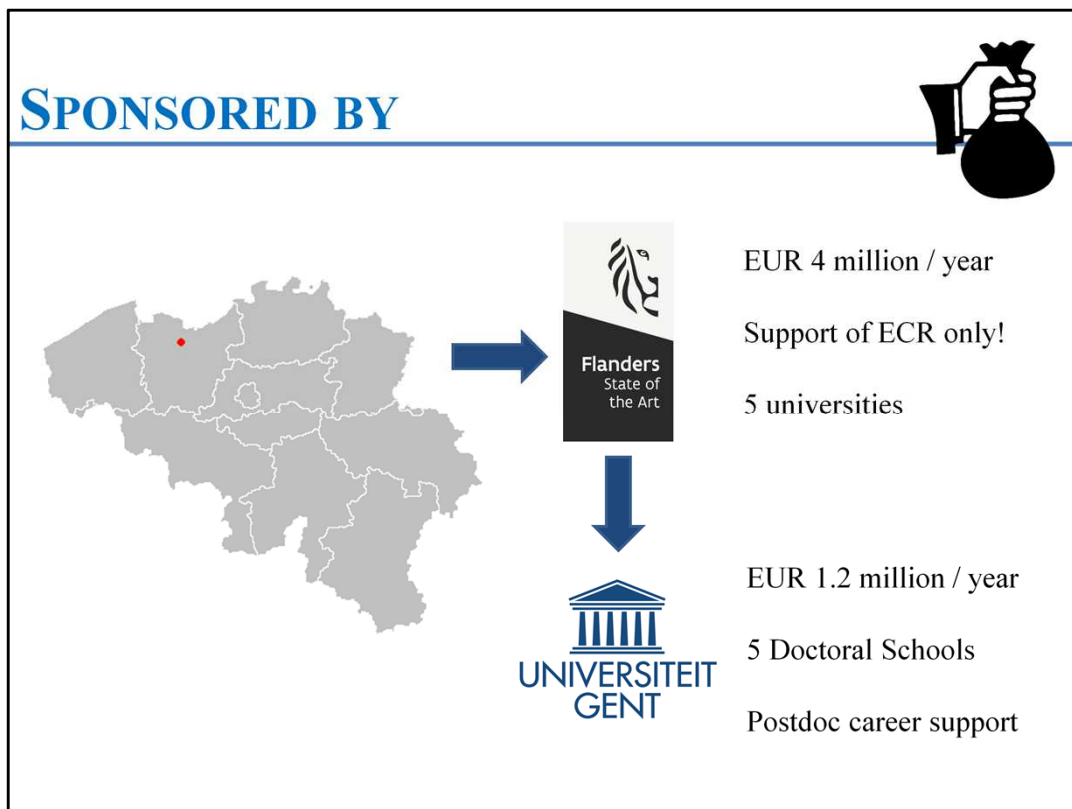 SPONSORED BY
Flanders
State of
the Art
EUR 4 million / year
Support of ECR only!
5 universities
UNIVERSITEIT
GENT
EUR 1.2 million / year
5 Doctoral Schools
Postdoc career support